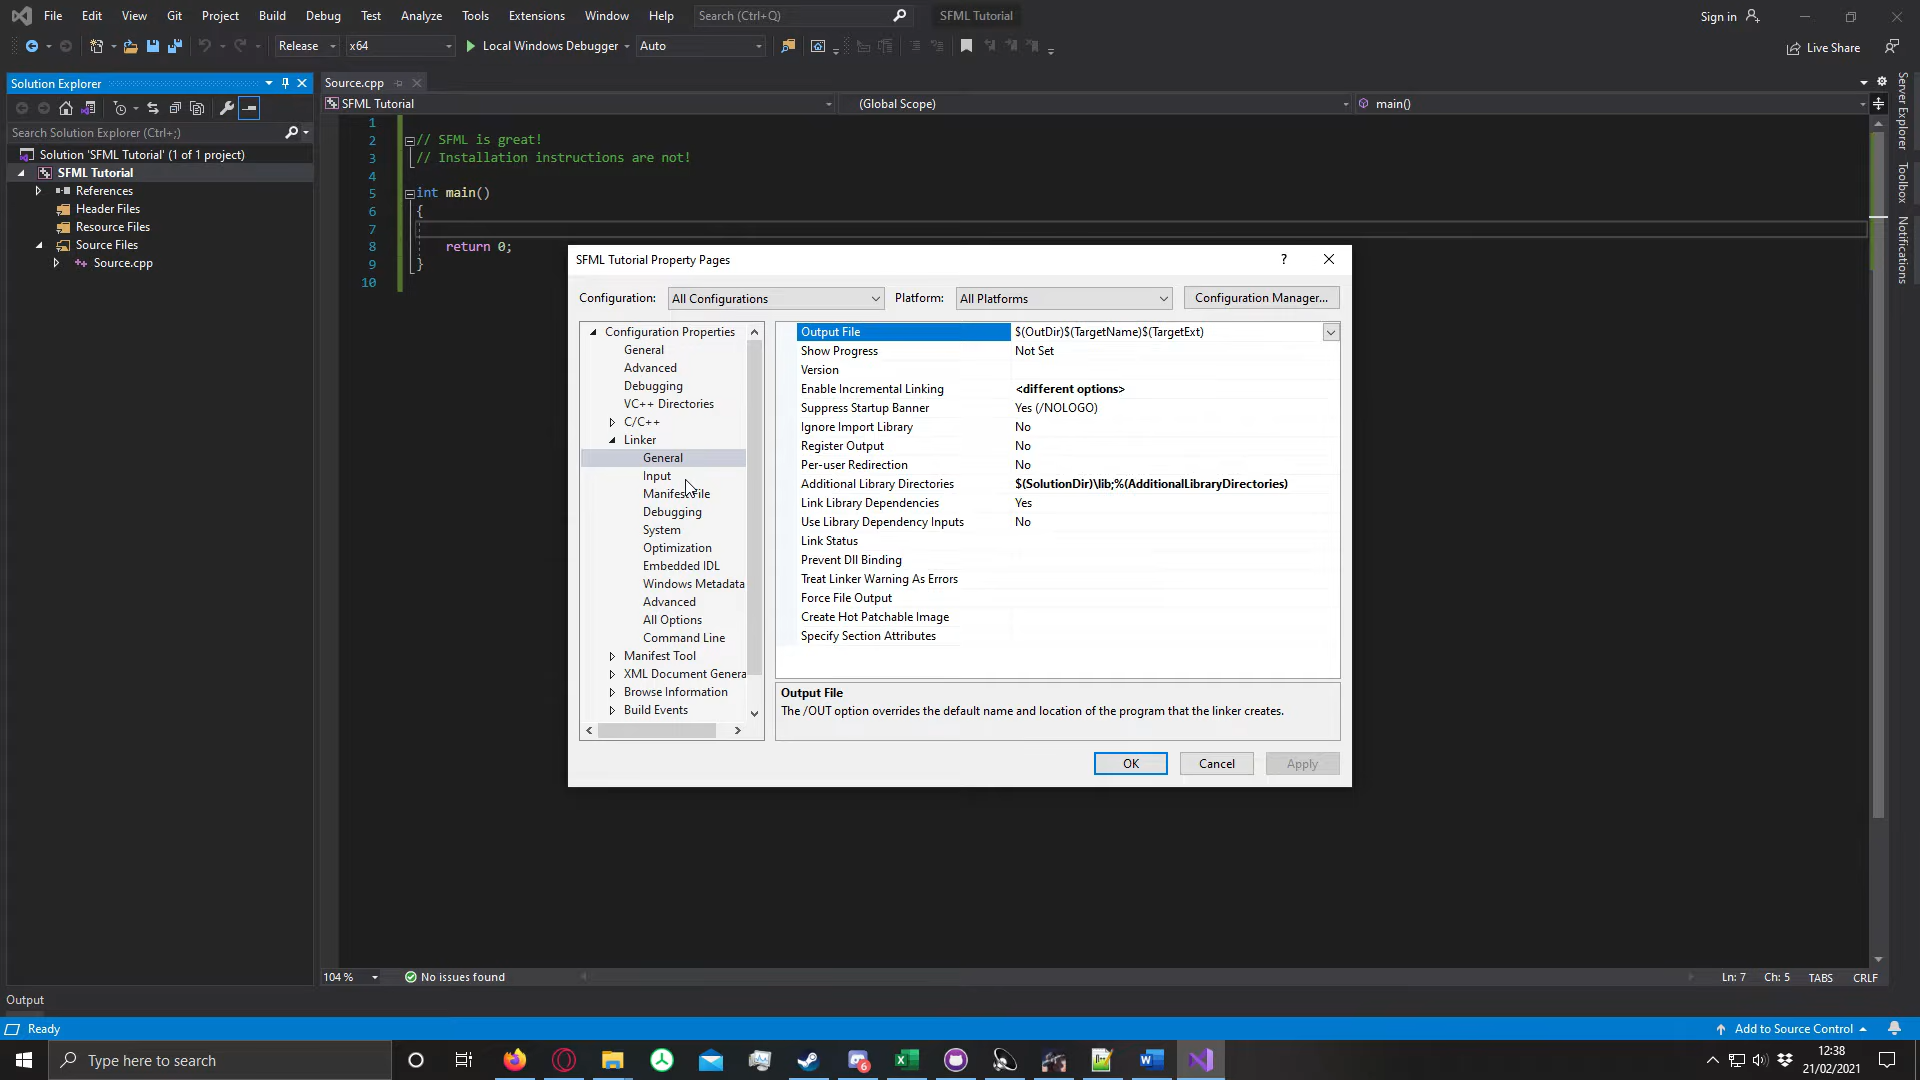 File Edit View Git Project Build Debug Test Analyze Tools Extensions Window Help Search (Ctrl+Q) SFML Tutorial Sign in
Release x64 Local Windows Debugger Auto Live Share
Solution Explorer
Search Solution Explorer (Ctrl+;)
Solution 'SFML Tutorial' (1 of 1 project)
SFML Tutorial
References
Header Files
Resource Files
Source Files
Source.cpp
Source.cpp
SFML Tutorial (Global Scope) main()
1
2 // SFML is great!
3 // Installation instructions are not!
4
5 int main()
6 {
7
8 return 0;
9 }
10
SFML Tutorial Property Pages
Configuration: All Configurations Platform: All Platforms Configuration Manager...
Configuration Properties
General
Advanced
Debugging
VC++ Directories
C/C++
Linker
General
Input
Manifest File
Debugging
System
Optimization
Embedded IDL
Windows Metadata
Advanced
All Options
Command Line
Manifest Tool
XML Document Genera
Browse Information
Build Events
Output File $(OutDir)$(TargetName)$(TargetExt)
Show Progress Not Set
Version
Enable Incremental Linking <different options>
Suppress Startup Banner Yes (/NOLOGO)
Ignore Import Library No
Register Output No
Per-user Redirection No
Additional Library Directories $(SolutionDir)\lib;%(AdditionalLibraryDirectories)
Link Library Dependencies Yes
Use Library Dependency Inputs No
Link Status
Prevent Dll Binding
Treat Linker Warning As Errors
Force File Output
Create Hot Patchable Image
Specify Section Attributes
Output File
The /OUT option overrides the default name and location of the program that the linker creates.
OK Cancel Apply
Server Explorer
Toolbox
Notifications
104 % No issues found Ln: 7 Ch: 5 TABS CRLF
Output
Ready Add to Source Control
Type here to search
12:38
21/02/2021